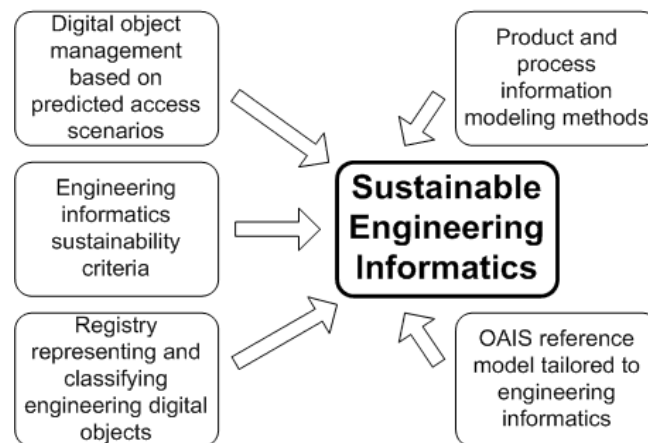 Digital object
management
based on
predicted access
scenarios
Product and
process
information
modeling methods
Engineering
informatics
sustainability
criteria
Sustainable
Engineering
Informatics
Registry
representing and
classifying
engineering digital
objects
OAIS reference
model tailored to
engineering
informatics